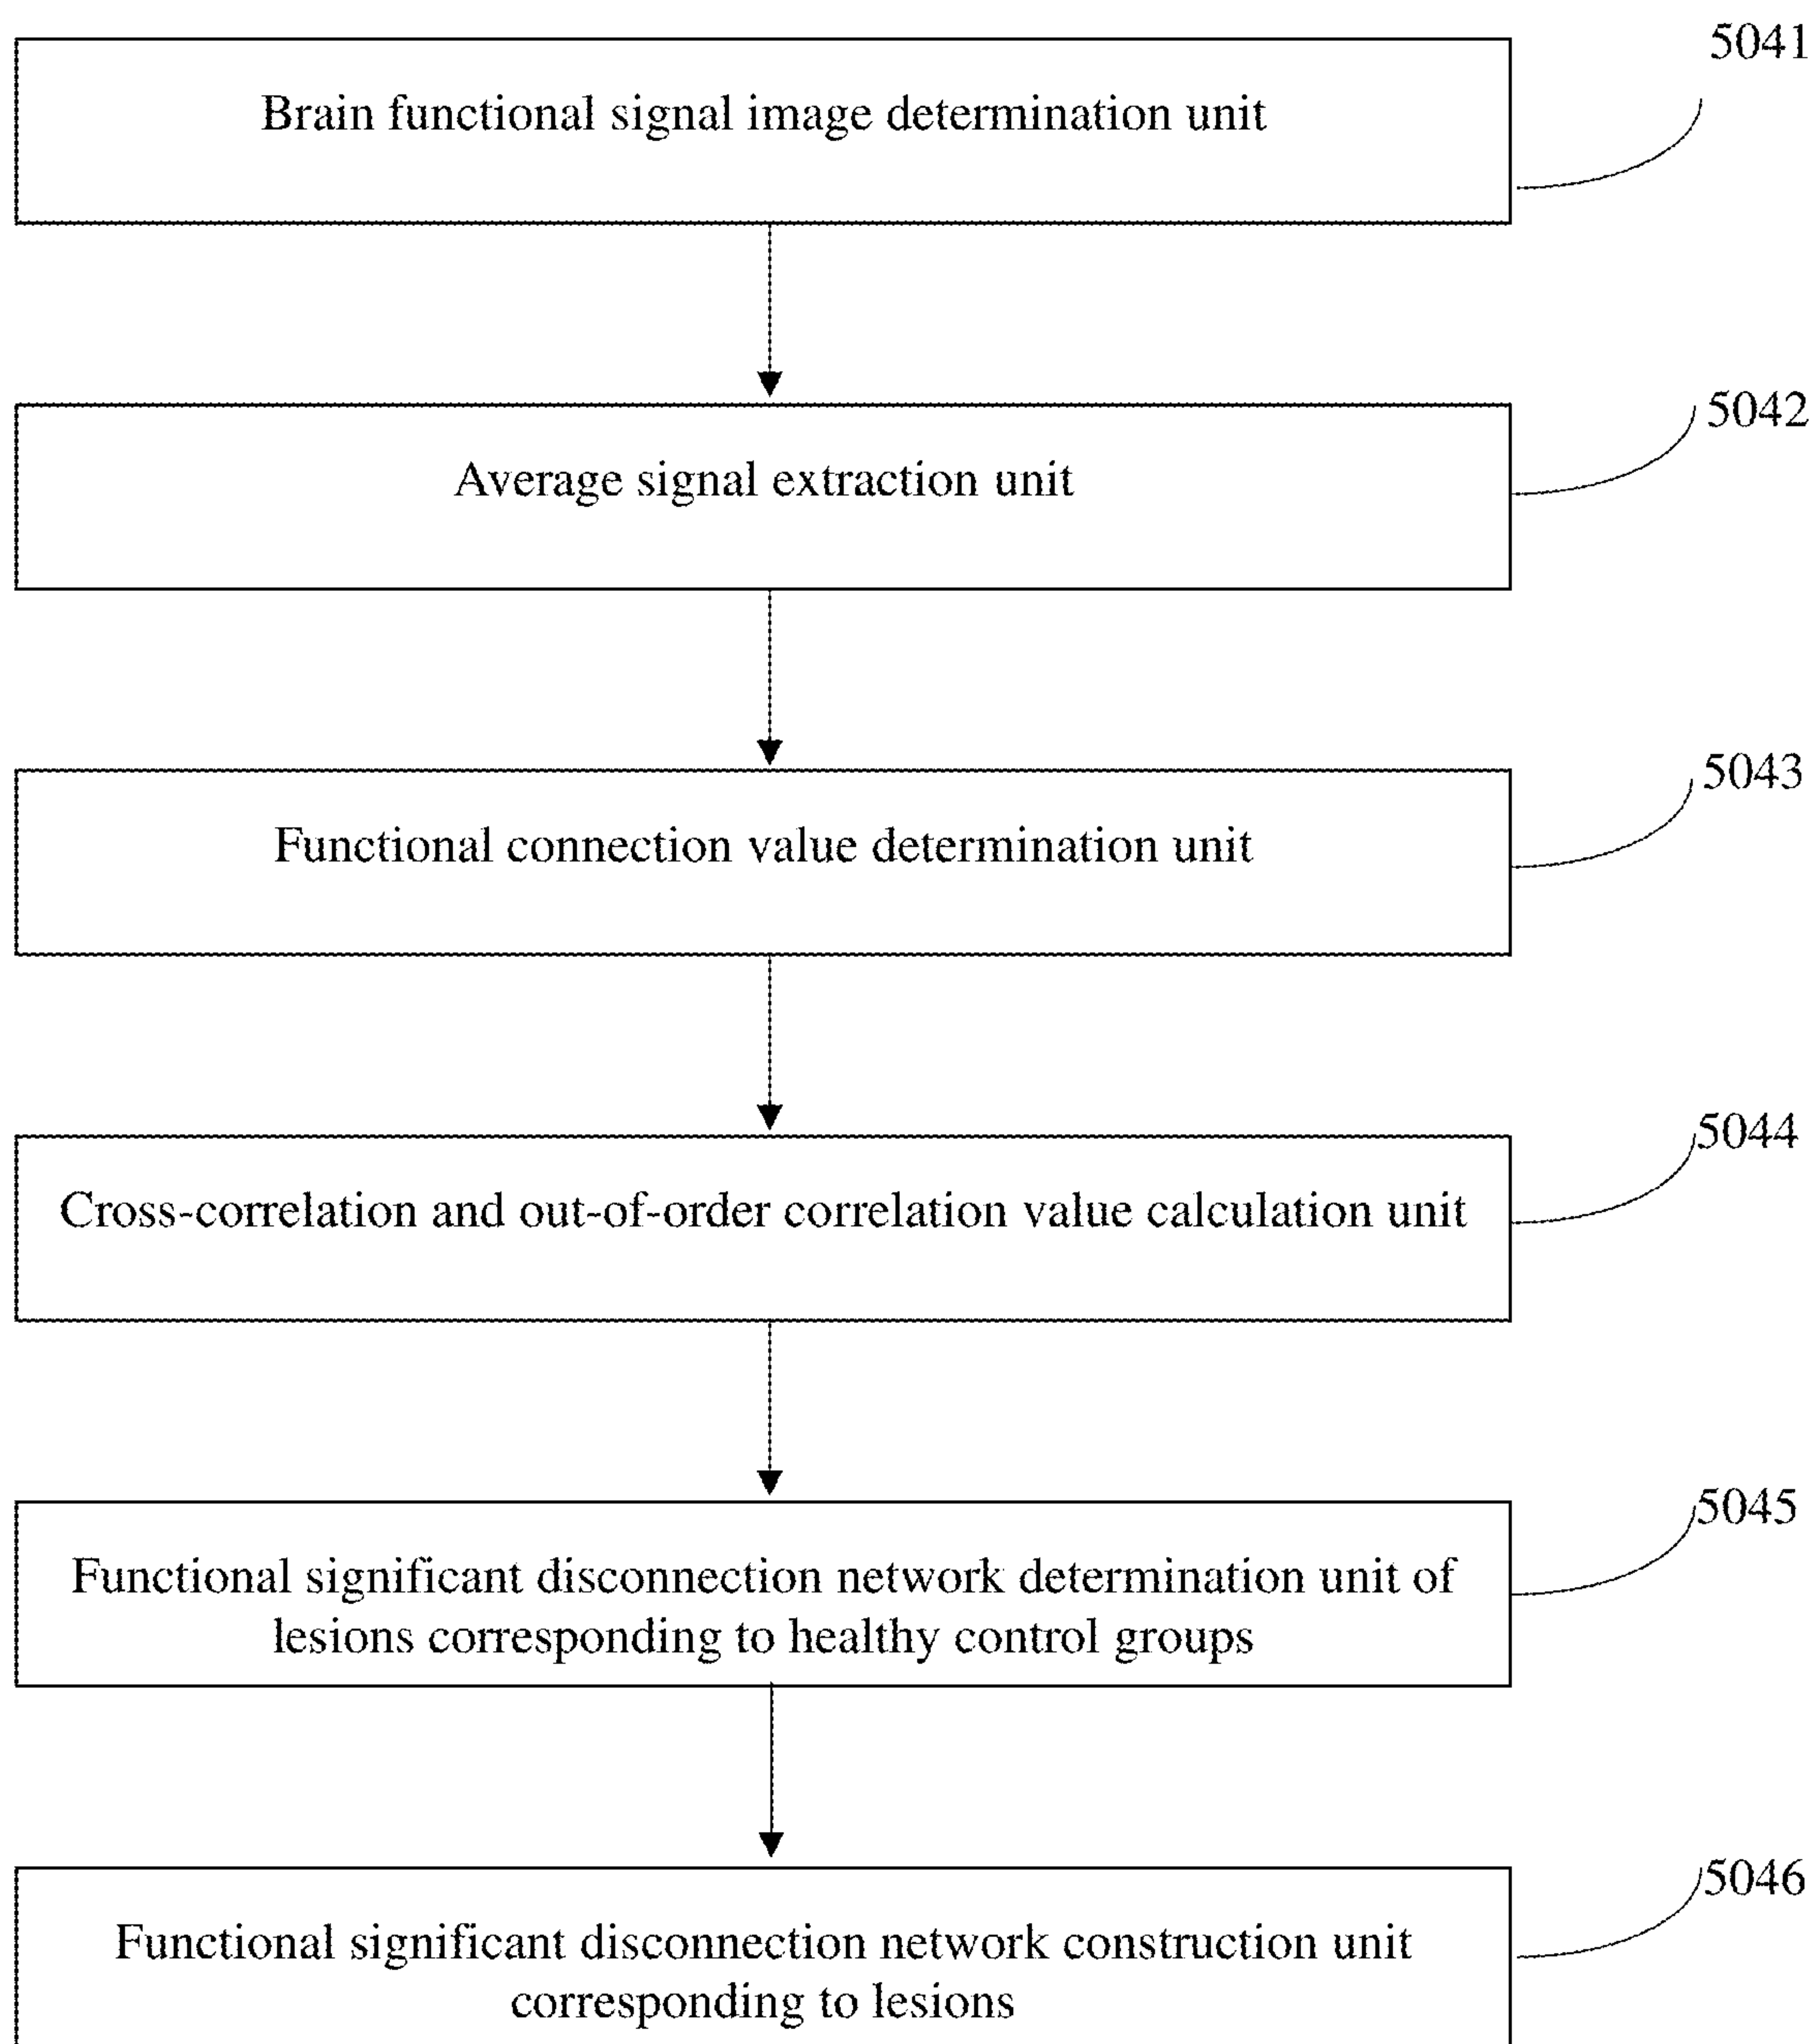 5041
Brain functional signal image determination unit
5042
Average signal extraction unit
5043
Functional connection value determination unit
5044
Cross-correlation and out-of-order correlation value calculation unit
5045
Functional significant disconnection network determination unit of
lesions corresponding to healthy control groups
5046
Functional significant disconnection network construction unit
corresponding to lesions